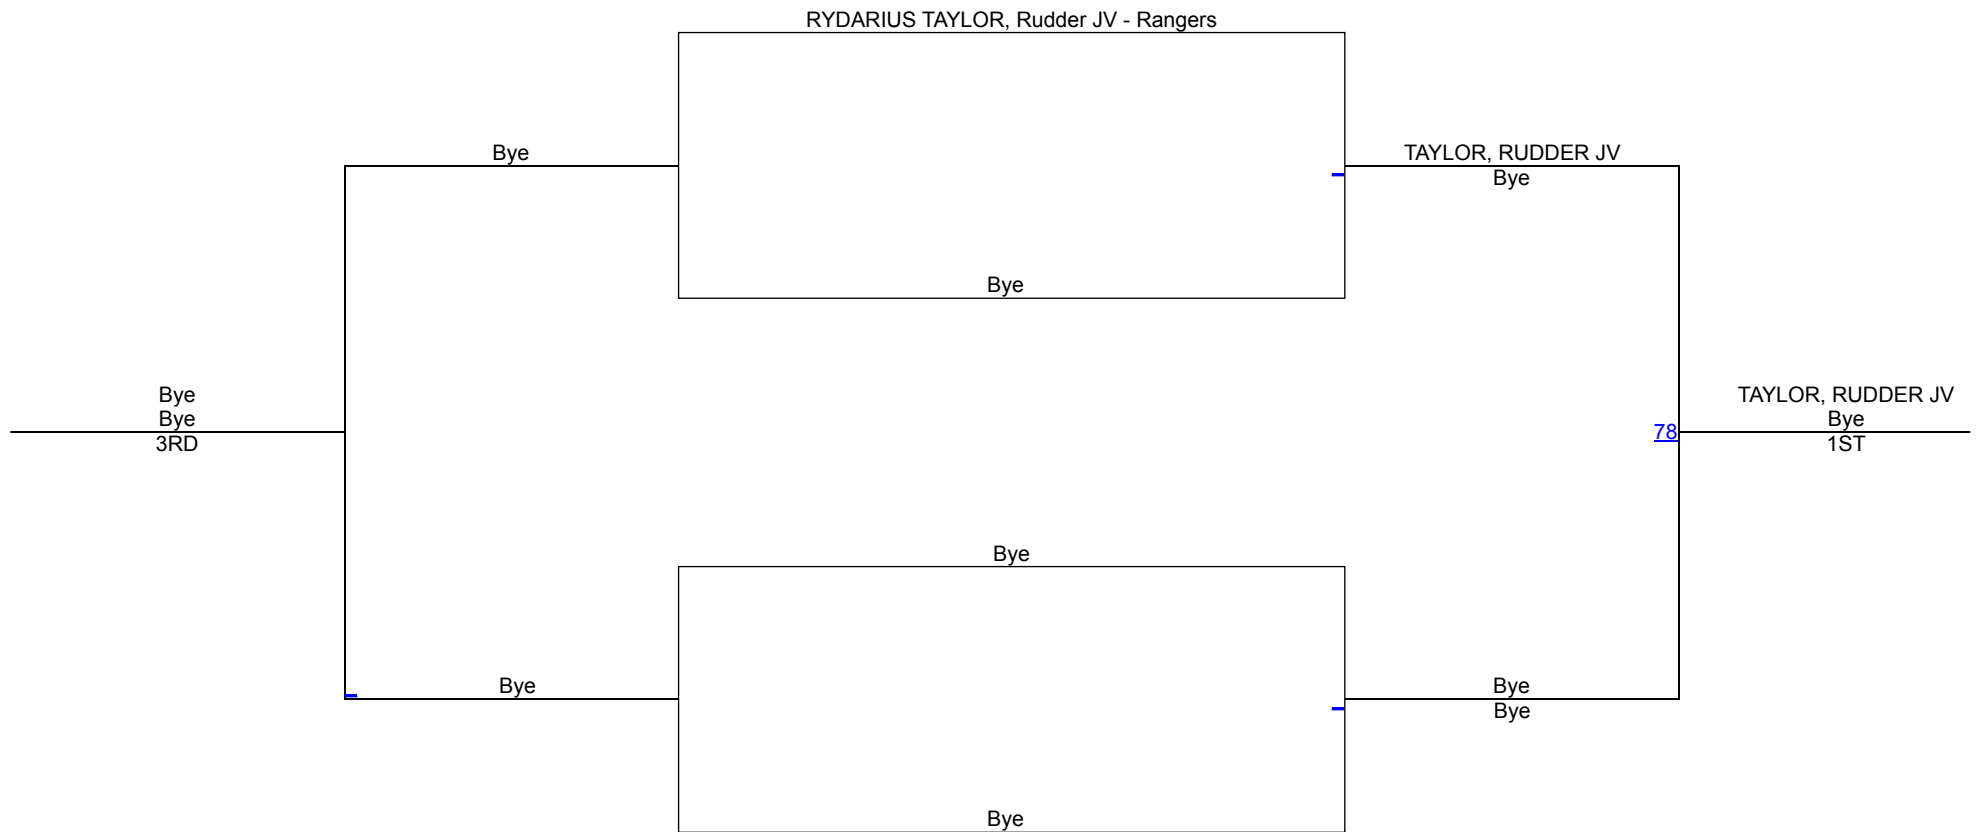 RYDARIUS TAYLOR, Rudder JV - Rangers
Bye
TAYLOR, RUDDER JV
Bye
Bye
Bye
Bye
3RD
TAYLOR, RUDDER JV
Bye
78
1ST
Bye
Bye
Bye
Bye
Bye